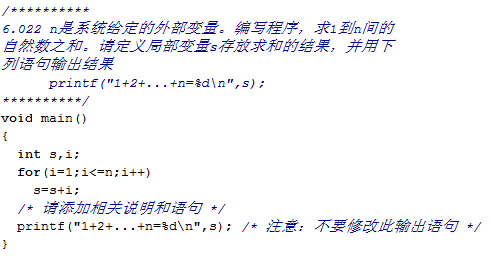 /**********
6.022 n是系统给定的外部变量。编写程序，求1到n间的
自然数之和。请定义局部变量s存放求和的结果，并用下
列语句输出结果
printf("1+2+...+n=%d\n",s);
**********/
void main()
{
int s,i;
for(i=1;i<=n;i++)
s=s+i;
/* 请添加相关说明和语句 */
printf("1+2+...+n=%d\n",s); /* 注意：不要修改此输出语句 */
}